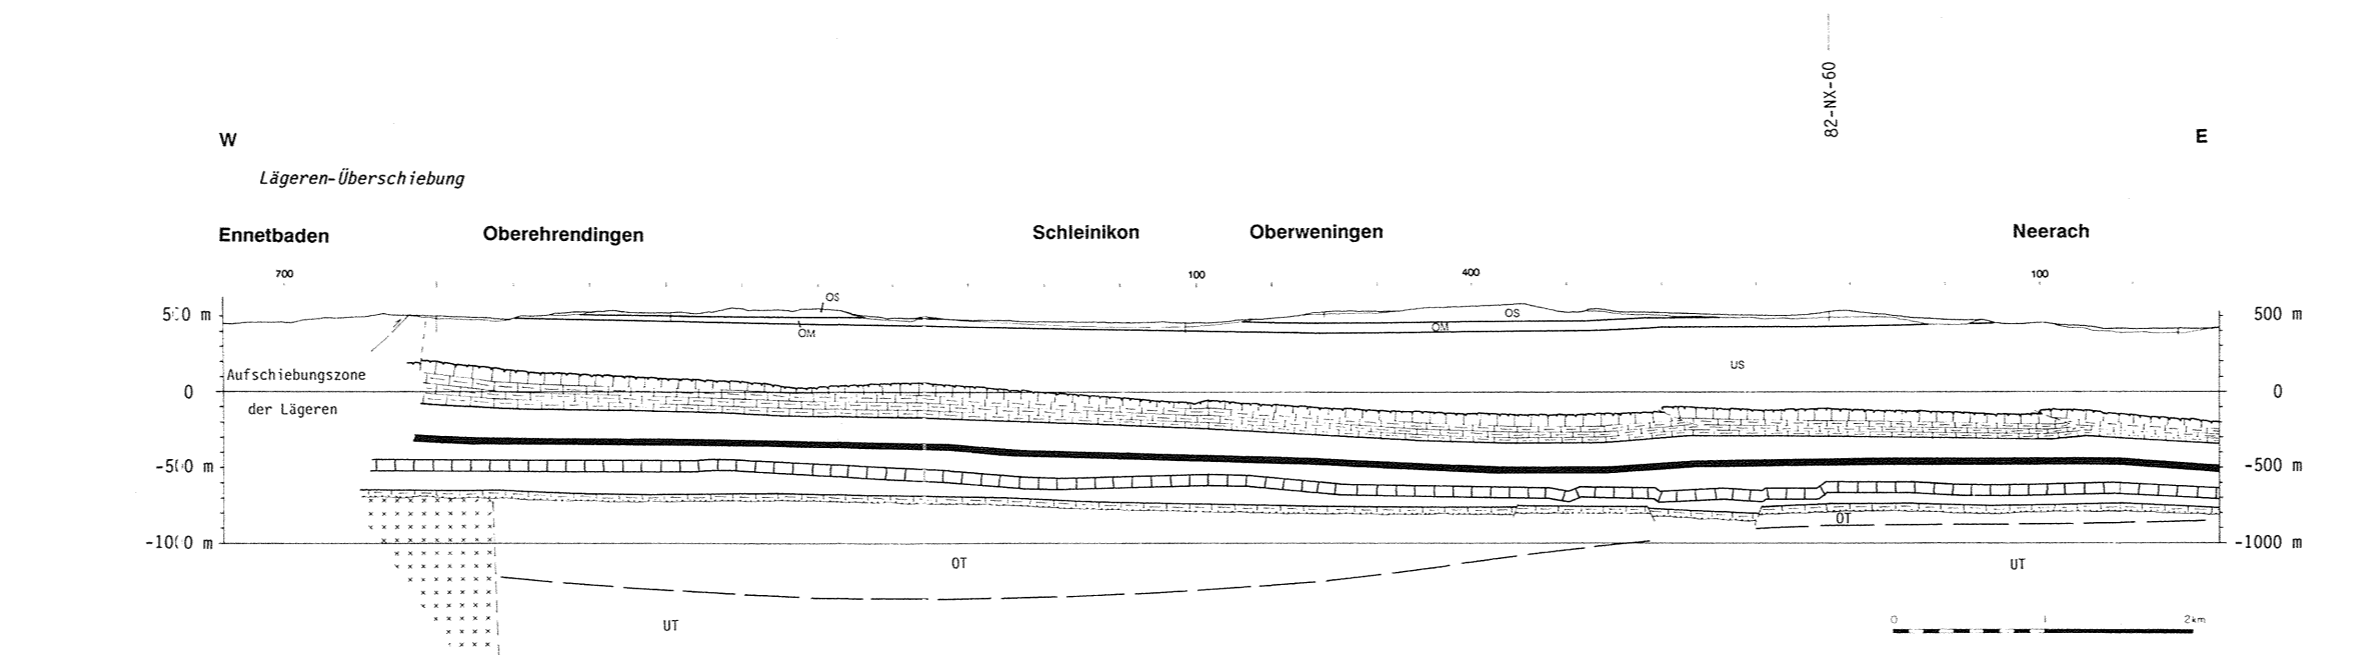 82-NX-60
W E
Lägeren-Überschiebung
Ennetbaden Oberehrendingen Schleinikon Oberweningen Neerach
700 100 400 100
OS
500 m OS 500 m
OM OM
US
Aufschiebungszone
0 0
der Lägeren
-500 m -500 m
OT
-1000 m -1000 m
OT UT
0 1 2km
UT